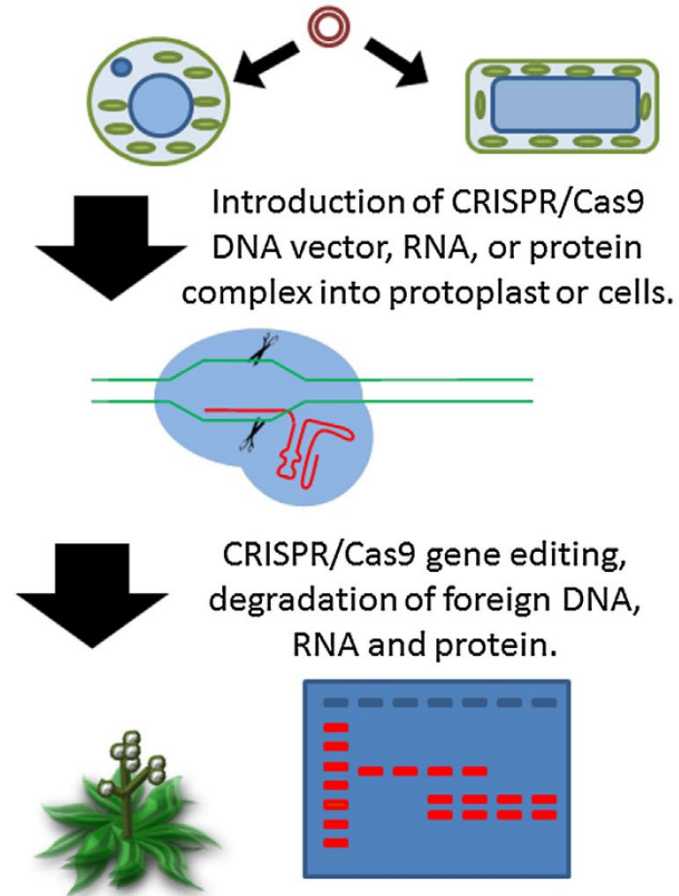 Introduction of CRISPR/Cas9
DNA vector, RNA, or protein
complex into protoplast or cells.
CRISPR/Cas9 gene editing,
degradation of foreign DNA,
RNA and protein.